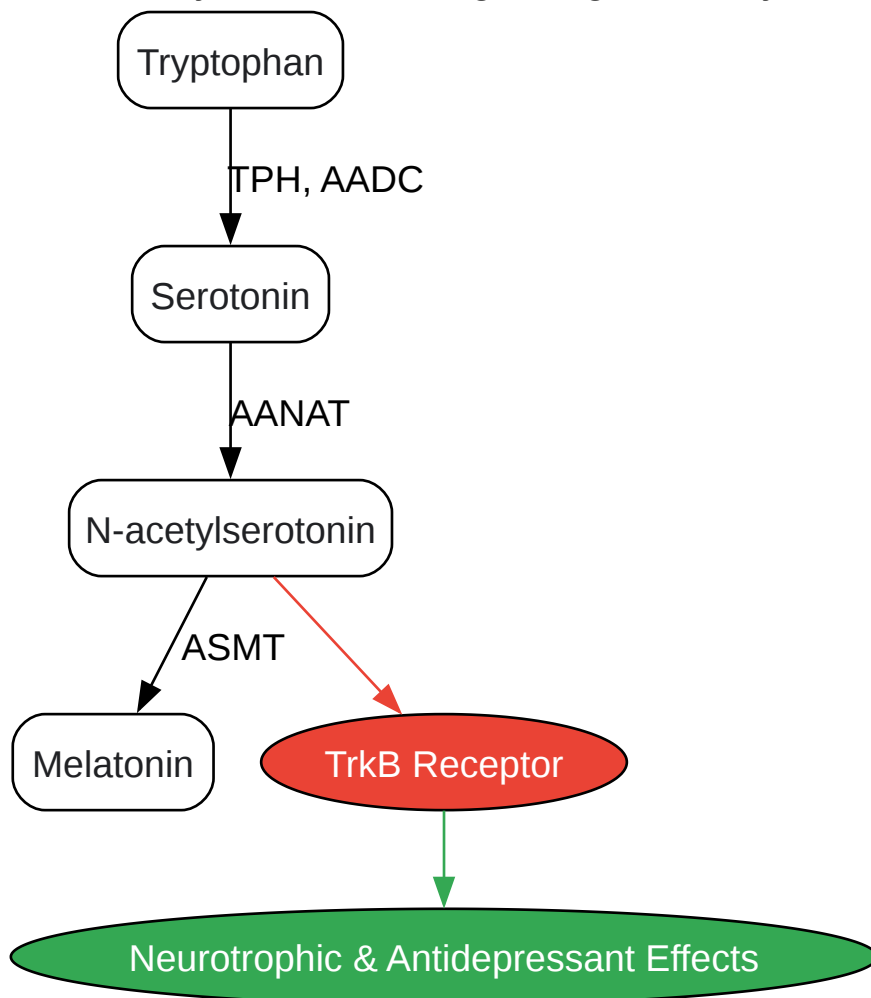 Tryptophan
TPH, AADC
Serotonin
AANAT
N-acetylserotonin
ASMT
Melatonin
TrkB Receptor
Neurotrophic & Antidepressant Effects